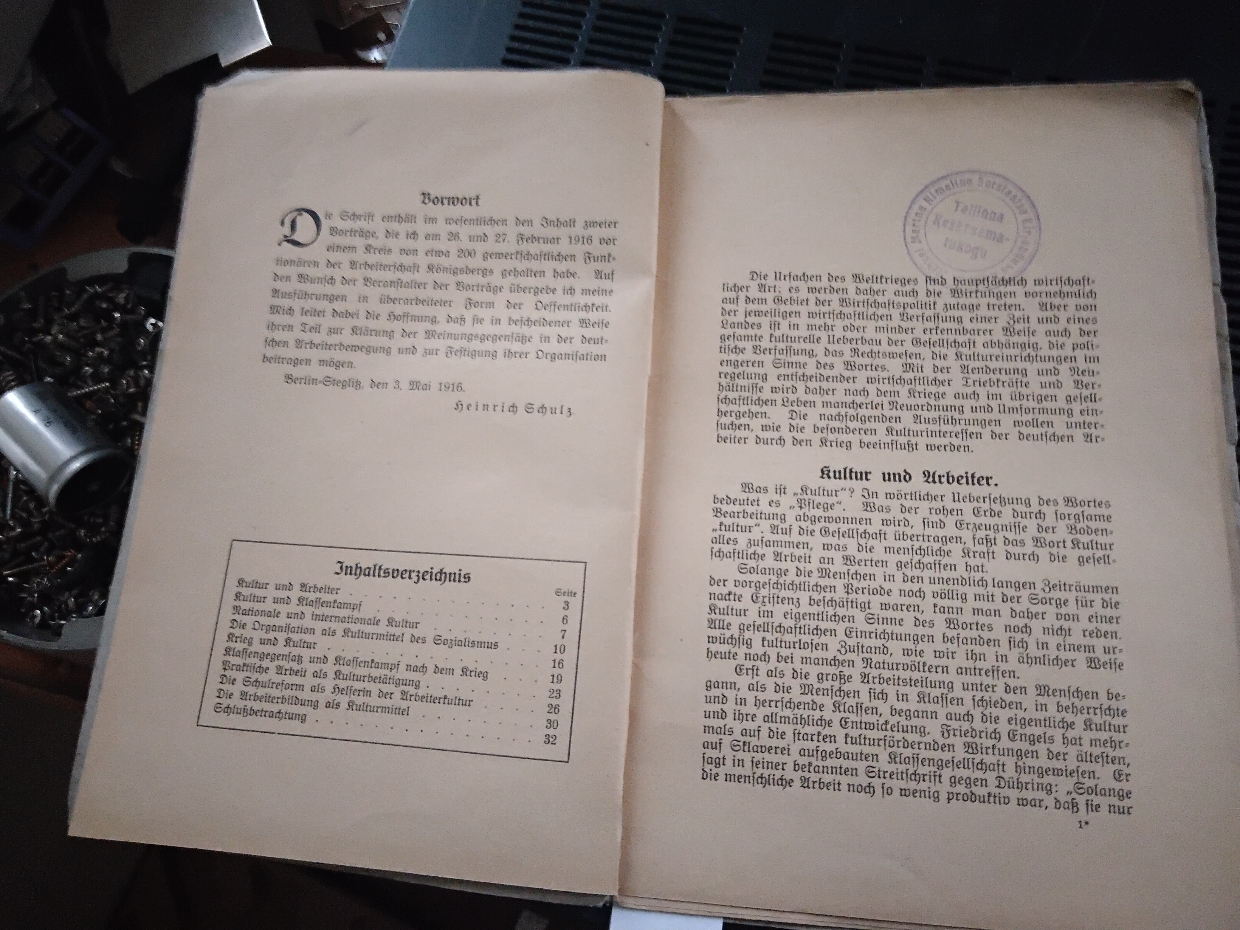 Vorwort
Die Schrift enthält im wesentlichen den Inhalt zweier
Vorträge, die ich am 26. und 27. Februar 1916 vor
einem Kreis von etwa 200 gewerkschaftlichen Funk-
tionären der Arbeiterschaft Königsbergs gehalten habe. Auf
den Wunsch der Veranstalter der Vorträge übergebe ich meine
Ausführungen in überarbeiteter Form der Oeffentlichkeit.
Mich leitet dabei die Hoffnung, daß sie in bescheidener Weise
ihren Teil zur Klärung der Meinungsgegensätze in der deut-
schen Arbeiterbewegung und zur Festigung ihrer Organisation
beitragen mögen.
Berlin-Steglitz, den 3. Mai 1916.
Heinrich Schulz.
Inhaltsverzeichnis
Seite
Kultur und Arbeiter . . . . . . . . . . 3
Kultur und Klassenkampf . . . . . . . . . . 6
Nationale und internationale Kultur . . . . . . . 7
Die Organisation als Kulturmittel des Sozialismus . . . . 10
Krieg und Kultur . . . . . . . . . . 16
Klassengegensatz und Klassenkampf nach dem Krieg . . . . 19
Praktische Arbeit als Kulturbetätigung . . . . . . . 23
Die Schulreform als Helferin der Arbeiterkultur . . . . 26
Die Arbeiterbildung als Kulturmittel . . . . . . . 30
Schlußbetrachtung . . . . . . . . . . 32
Tallinna
Keskraama-
tukogu
Die Ursachen des Weltkrieges sind hauptsächlich wirtschaft-
licher Art; es werden daher auch die Wirkungen vornehmlich
auf dem Gebiet der Wirtschaftspolitik zutage treten. Aber von
der jeweiligen wirtschaftlichen Verfassung einer Zeit und eines
Landes ist in mehr oder minder erkennbarer Weise auch der
gesamte kulturelle Ueberbau der Gesellschaft abhängig, die poli-
tische Verfassung, das Rechtswesen, die Kultureinrichtungen im
engeren Sinne des Wortes. Mit der Aenderung und Neu-
regelung entscheidender wirtschaftlicher Triebkräfte und Ver-
hältnisse wird daher nach dem Kriege auch im übrigen gesell-
schaftlichen Leben mancherlei Neuordnung und Umformung ein-
hergehen. Die nachfolgenden Ausführungen wollen unter-
suchen, wie die besonderen Kulturinteressen der deutschen Ar-
beiter durch den Krieg beeinflußt werden.
Kultur und Arbeiter.
Was ist „Kultur“? In wörtlicher Uebersetzung des Wortes
bedeutet es „Pflege“. Was der rohen Erde durch sorgsame
Bearbeitung abgewonnen wird, sind Erzeugnisse der Boden-
„kultur“. Auf die Gesellschaft übertragen, faßt das Wort Kultur
alles zusammen, was die menschliche Kraft durch die gesell-
schaftliche Arbeit an Werten geschaffen hat.
Solange die Menschen in den unendlich langen Zeiträumen
der vorgeschichtlichen Periode noch völlig mit der Sorge für die
nackte Existenz beschäftigt waren, kann man daher von einer
Kultur im eigentlichen Sinne des Wortes noch nicht reden.
Alle gesellschaftlichen Einrichtungen befanden sich in einem ur-
wüchsig kulturlosen Zustand, wie wir ihn in ähnlicher Weise
heute noch bei manchen Naturvölkern antreffen.
Erst als die große Arbeitsteilung unter den Menschen be-
gann, als die Menschen sich in Klassen schieden, in beherrschte
und in herrschende Klassen, begann auch die eigentliche Kultur
und ihre allmähliche Entwickelung. Friedrich Engels hat mehr-
mals auf die starken kulturfördernden Wirkungen der ältesten,
auf Sklaverei aufgebauten Klassengesellschaft hingewiesen. Er
sagt in seiner bekannten Streitschrift gegen Dühring: „Solange
die menschliche Arbeit noch so wenig produktiv war, daß sie nur
1*